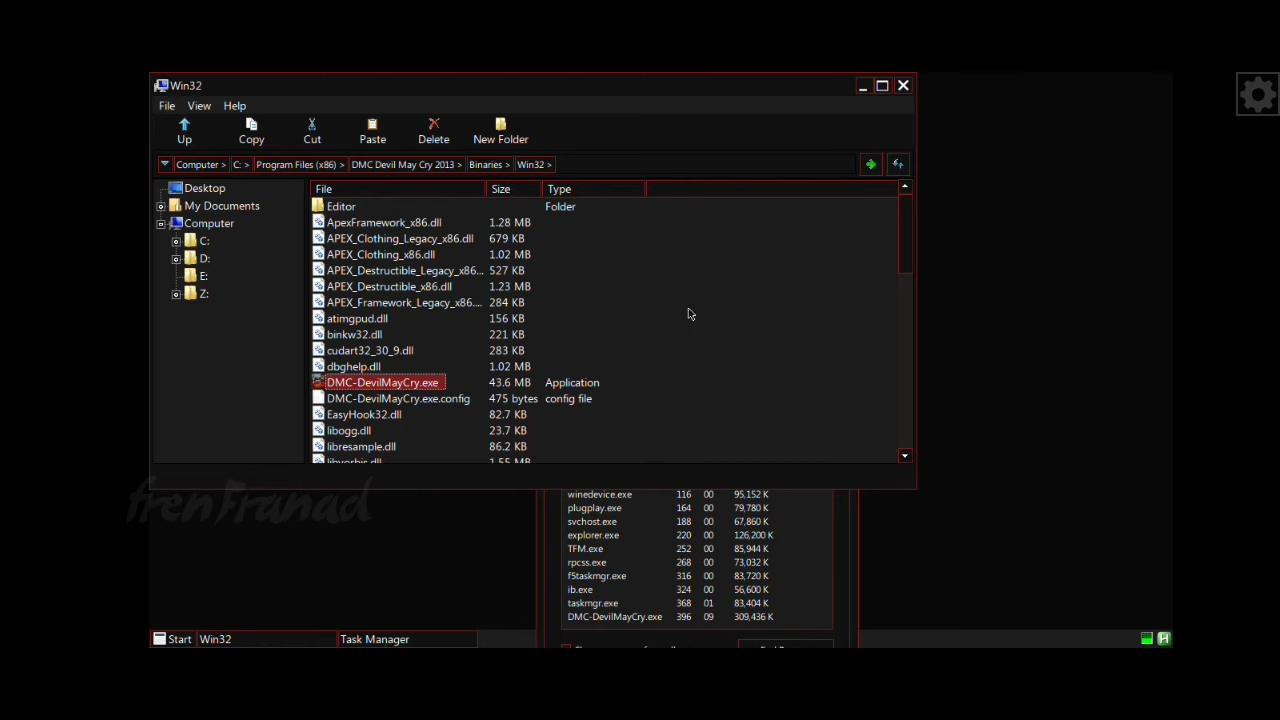 Win32
File View Help
Up Copy Cut Paste Delete New Folder
Computer > C: > Program Files (x86) > DMC Devil May Cry 2013 > Binaries > Win32 >
Desktop
My Documents
Computer
C:
D:
E:
Z:
File Size Type
Editor Folder
ApexFramework_x86.dll 1.28 MB
APEX_Clothing_Legacy_x86.dll 679 KB
APEX_Clothing_x86.dll 1.02 MB
APEX_Destructible_Legacy_x86... 527 KB
APEX_Destructible_x86.dll 1.23 MB
APEX_Framework_Legacy_x86.... 284 KB
atimgpud.dll 156 KB
binkw32.dll 221 KB
cudart32_30_9.dll 283 KB
dbghelp.dll 1.02 MB
DMC-DevilMayCry.exe 43.6 MB Application
DMC-DevilMayCry.exe.config 475 bytes config file
EasyHook32.dll 82.7 KB
libogg.dll 23.7 KB
libresample.dll 86.2 KB
libvorbis.dll 1.55 MB
frenFranad
winedevice.exe 116 00 95,152 K
plugplay.exe 164 00 79,780 K
svchost.exe 188 00 67,860 K
explorer.exe 220 00 126,200 K
TFM.exe 252 00 85,944 K
rpcss.exe 268 00 73,032 K
f5taskmgr.exe 316 00 83,720 K
ib.exe 324 00 56,600 K
taskmgr.exe 368 01 83,404 K
DMC-DevilMayCry.exe 396 09 309,436 K
Start Win32 Task Manager